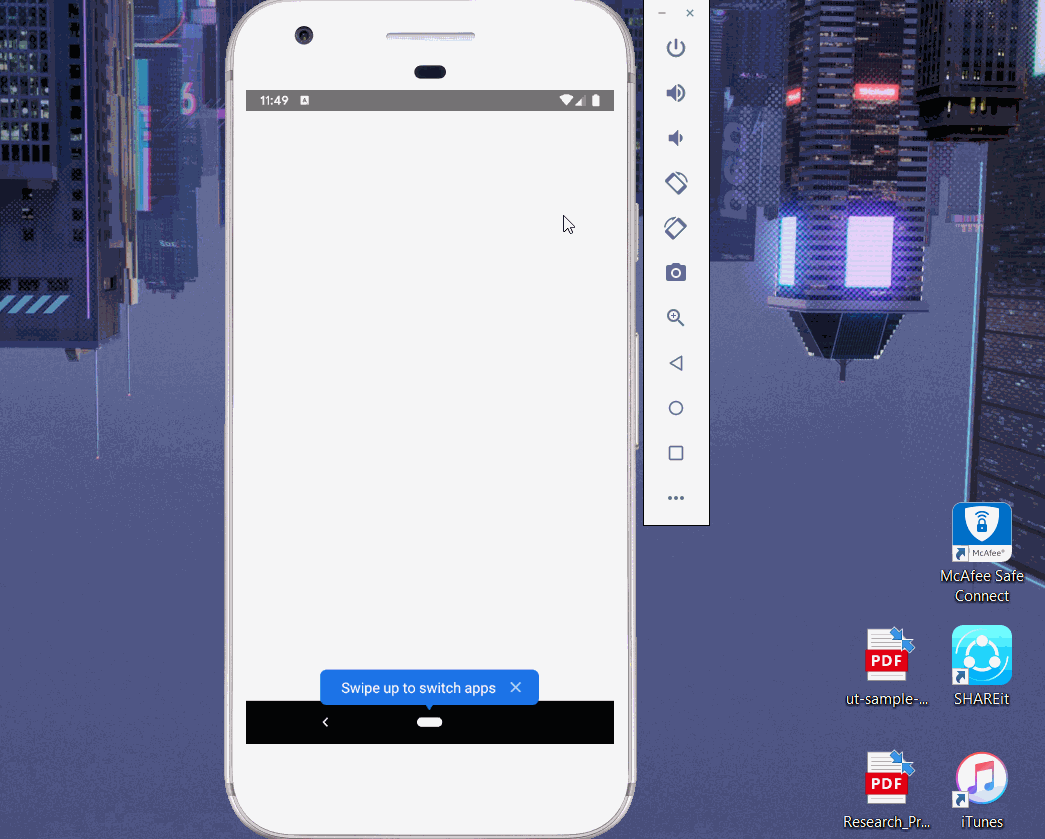 11:49
A
Swipe up to switch apps
McAfee®
McAfee Safe
Connect
PDF
ut-sample-...
SHAREit
PDF
Research_Pr...
iTunes